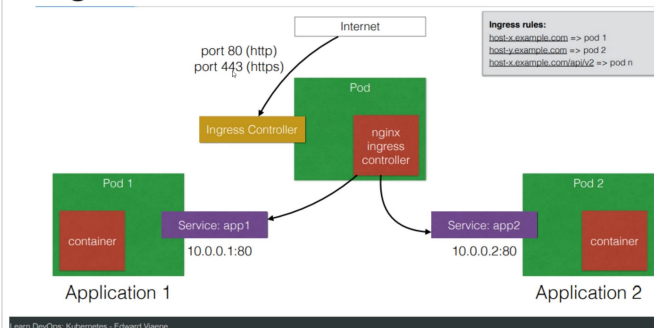 Internet
port 80 (http)
port 443 (https)
Ingress rules:
host-x.example.com => pod 1
host-y.example.com => pod 2
host-x.example.com/api/v2 => pod n
Pod
Ingress Controller
nginx
ingress
controller
Pod 1
container
Service: app1
10.0.0.1:80
Application 1
Pod 2
Service: app2
container
10.0.0.2:80
Application 2
Learn DevOps: Kubernetes - Edward Viaene